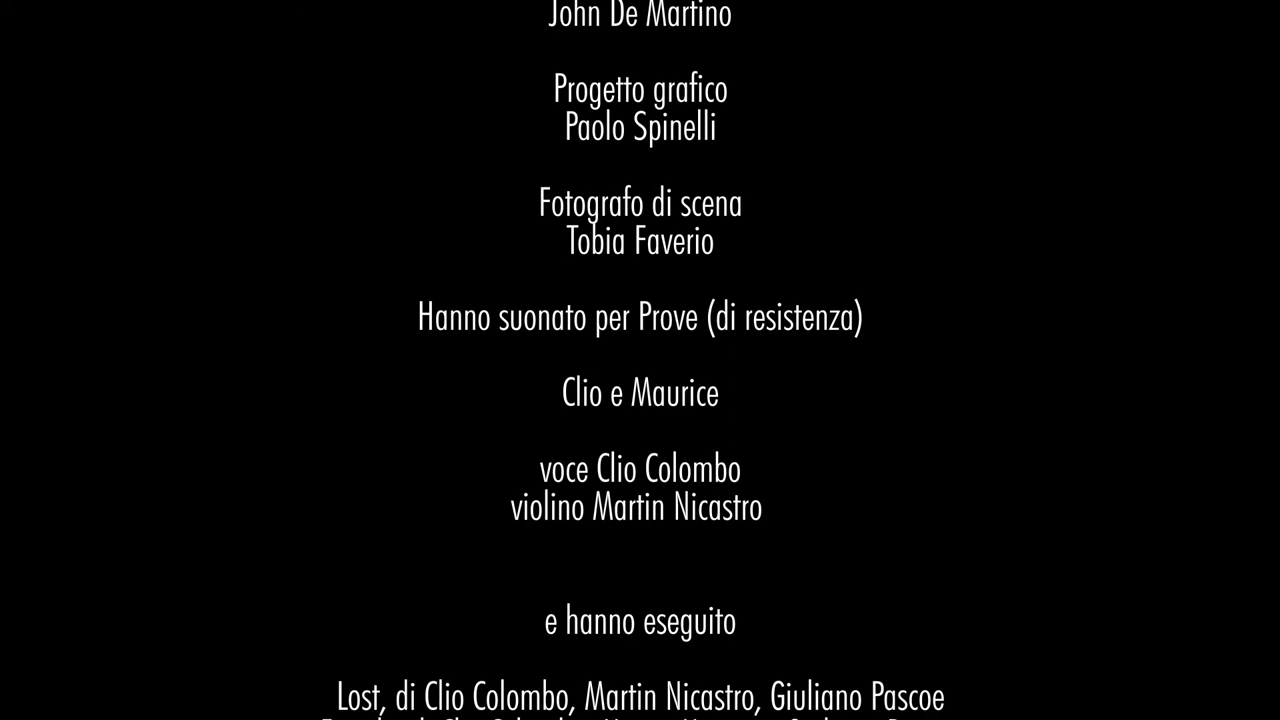 John De Martino
Progetto grafico
Paolo Spinelli
Fotografo di scena
Tobia Faverio
Hanno suonato per Prove (di resistenza)
Clio e Maurice
voce Clio Colombo
violino Martin Nicastro
e hanno eseguito
Lost, di Clio Colombo, Martin Nicastro, Giuliano Pascoe